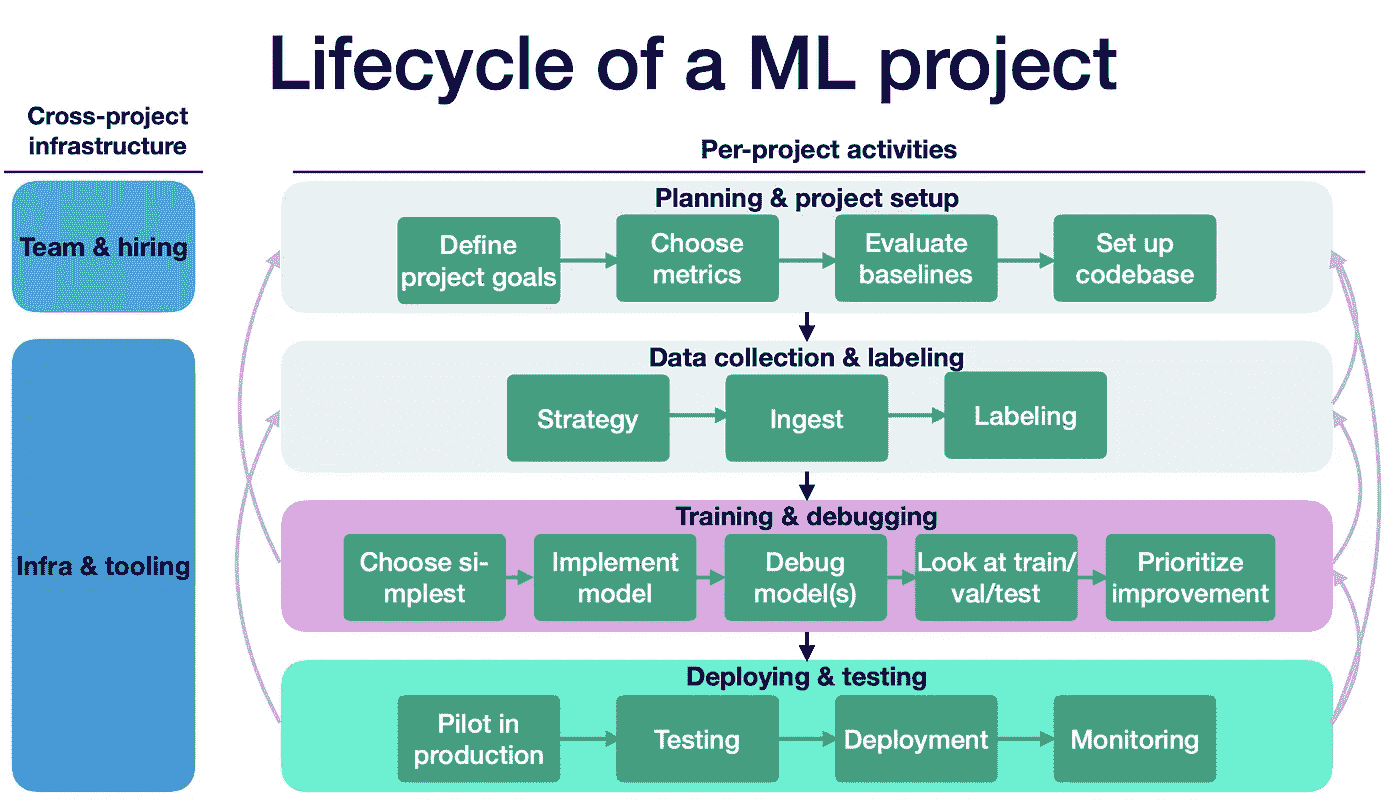 Lifecycle of a ML project
Cross-project
infrastructure
Per-project activities
Team & hiring
Infra & tooling
Planning & project setup
Define
project goals
Choose
metrics
Evaluate
baselines
Set up
codebase
Data collection & labeling
Strategy
Ingest
Labeling
Training & debugging
Choose si-
mplest
Implement
model
Debug
model(s)
Look at train/
val/test
Prioritize
improvement
Deploying & testing
Pilot in
production
Testing
Deployment
Monitoring